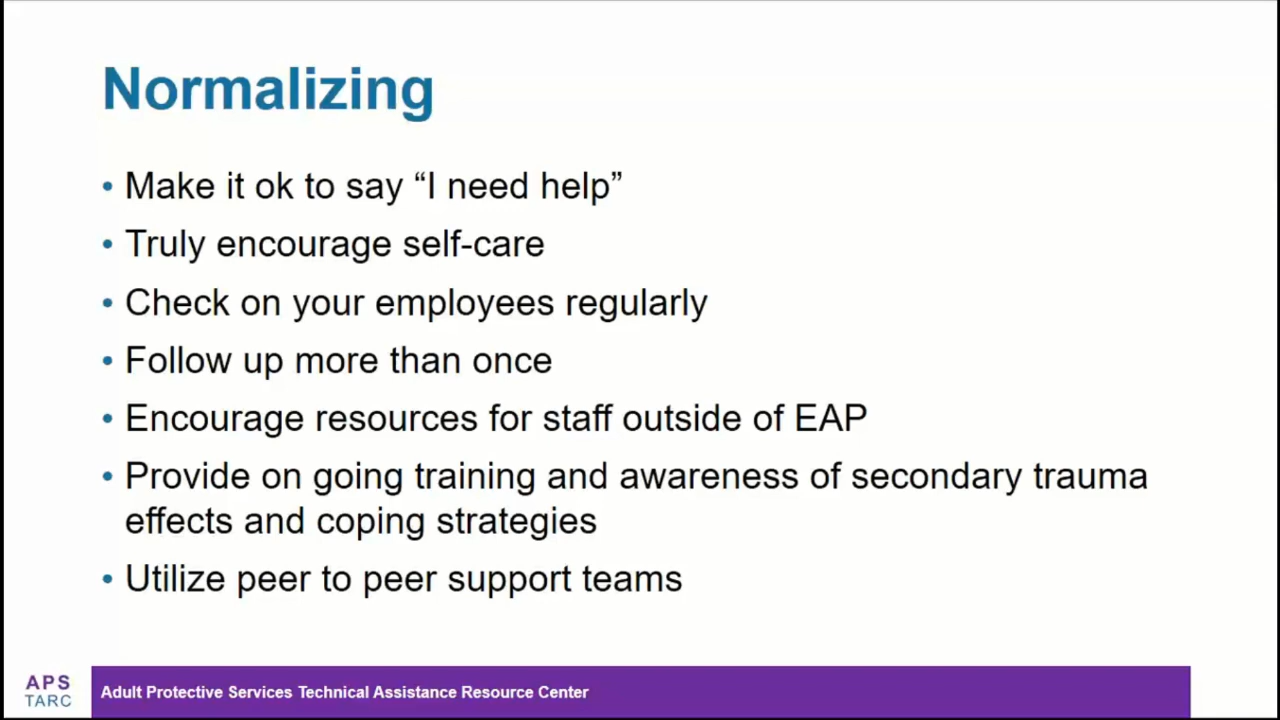 Normalizing
• Make it ok to say “I need help”
• Truly encourage self-care
• Check on your employees regularly
• Follow up more than once
• Encourage resources for staff outside of EAP
• Provide on going training and awareness of secondary trauma
effects and coping strategies
• Utilize peer to peer support teams
APS
TARC
Adult Protective Services Technical Assistance Resource Center